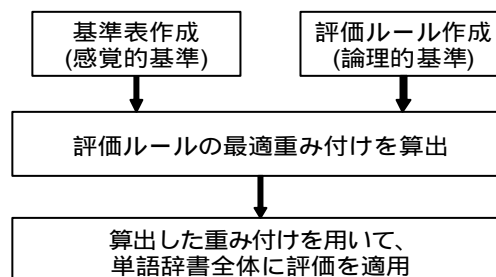 基準表作成
(感覚的基準)
評価ルール作成
(論理的基準)
評価ルールの最適重み付けを算出
算出した重み付けを用いて、
単語辞書全体に評価を適用